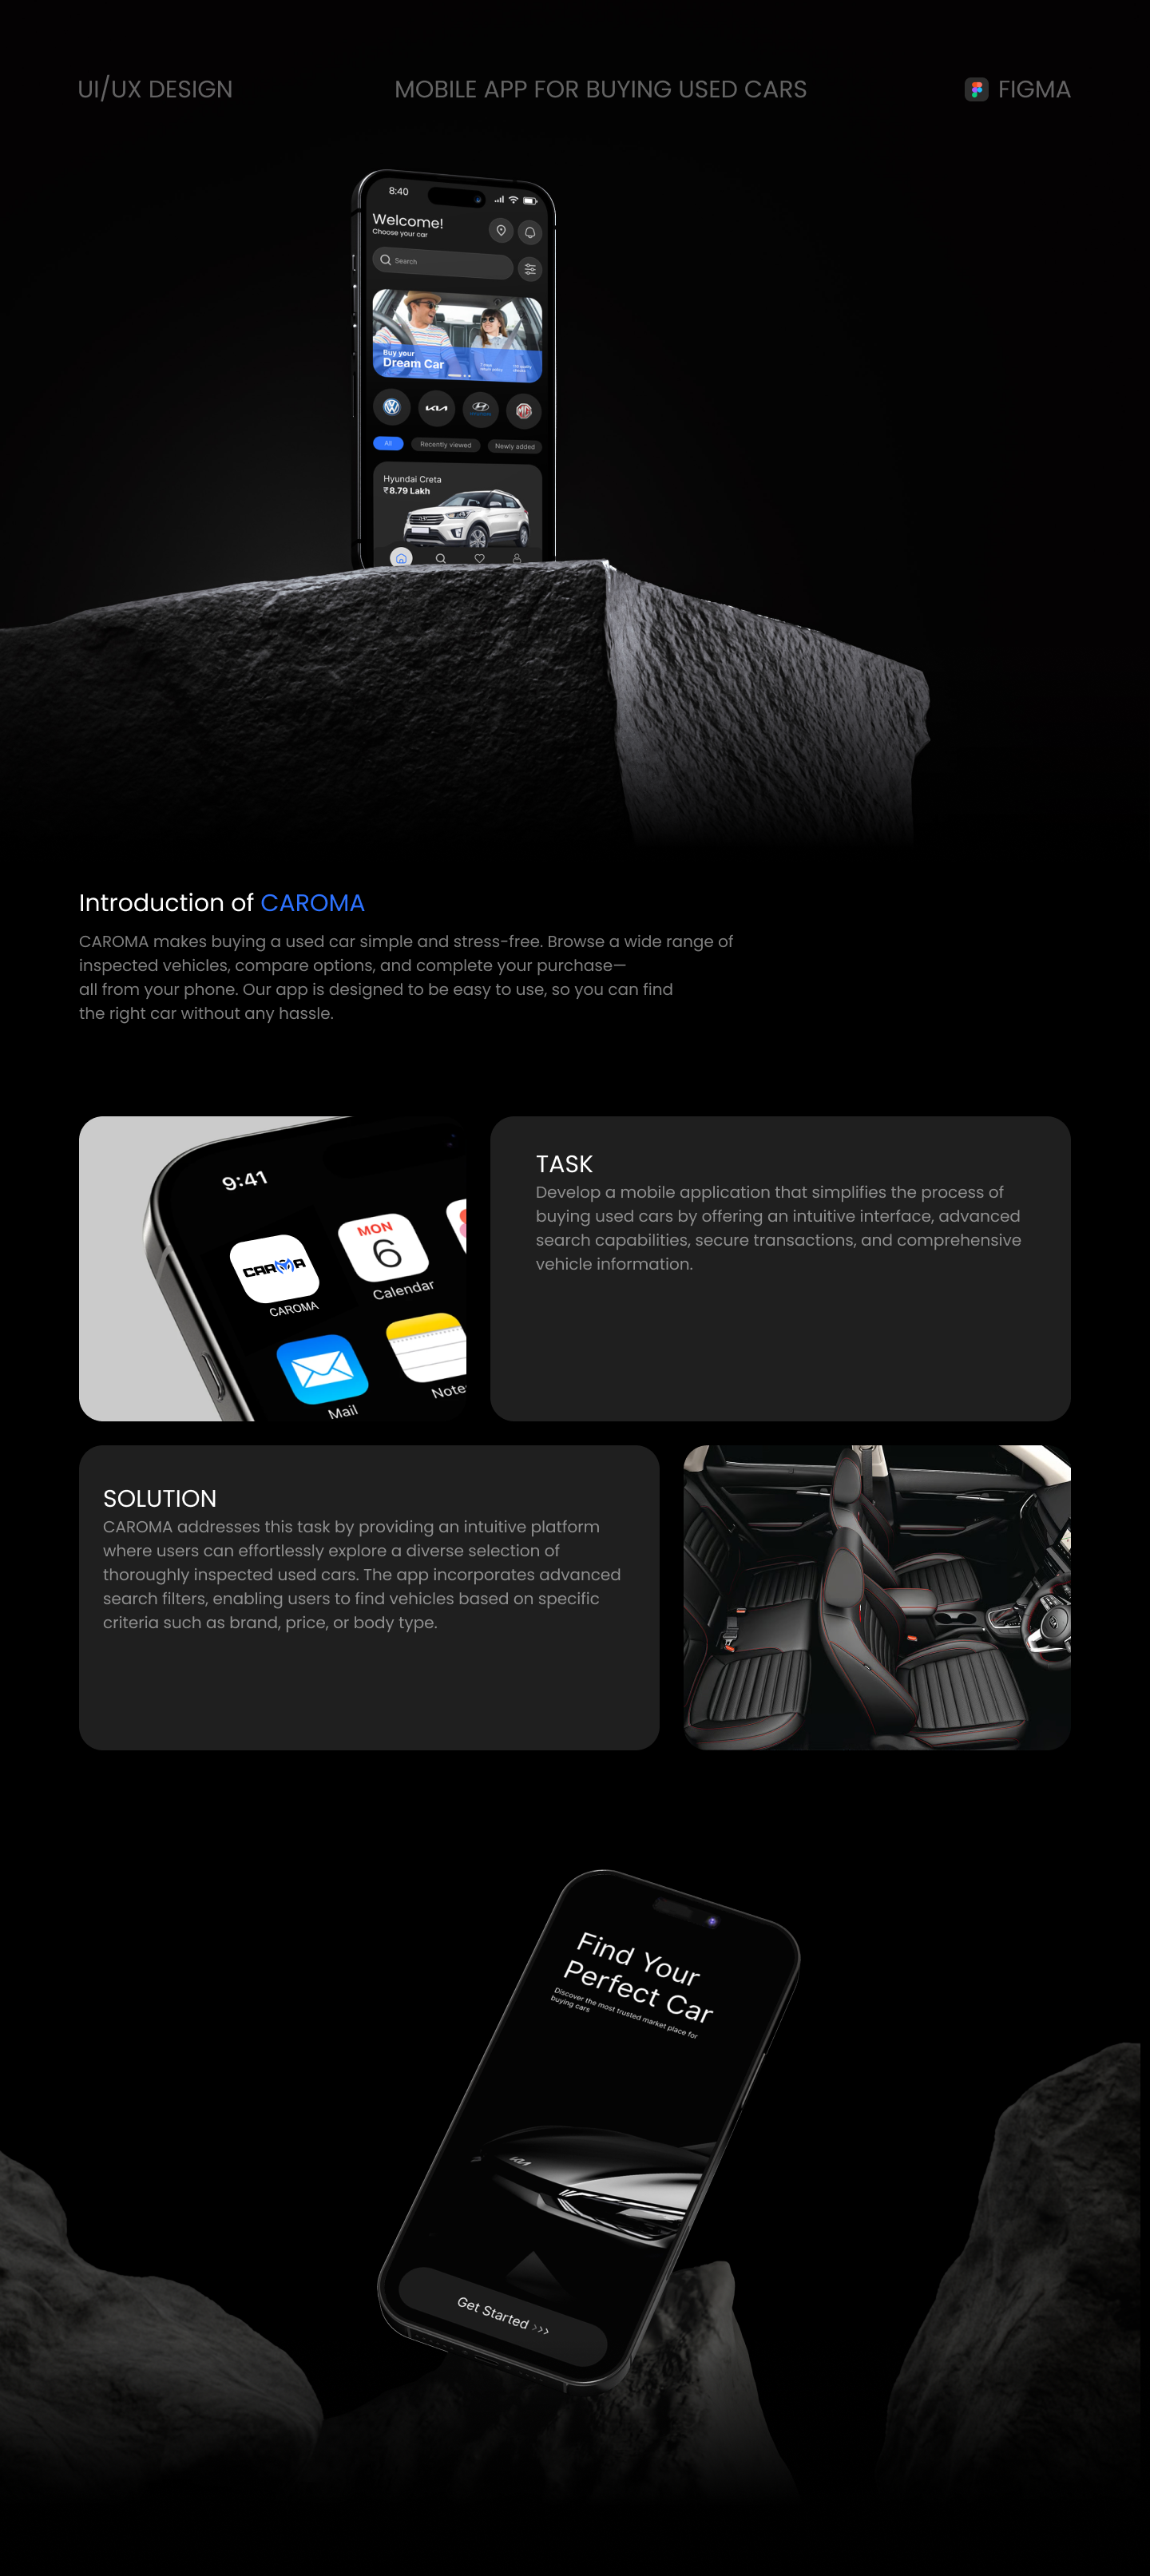 UI/UX DESIGN
MOBILE APP FOR BUYING USED CARS
FIGMA
8:40
Welcome!
Choose your car
Search
Buy your
Dream Car
KIA
All
Recently viewed
Newly added
Hyundai Creta
₹8.79 Lakh
Introduction of CAROMA
CAROMA makes buying a used car simple and stress-free. Browse a wide range of
inspected vehicles, compare options, and complete your purchase—
all from your phone. Our app is designed to be easy to use, so you can find
the right car without any hassle.
9:41
MON
6
CAROMA
Calendar
Mail
Notes
TASK
Develop a mobile application that simplifies the process of
buying used cars by offering an intuitive interface, advanced
search capabilities, secure transactions, and comprehensive
vehicle information.
SOLUTION
CAROMA addresses this task by providing an intuitive platform
where users can effortlessly explore a diverse selection of
thoroughly inspected used cars. The app incorporates advanced
search filters, enabling users to find vehicles based on specific
criteria such as brand, price, or body type.
Find Your
Perfect Car
Discover the most trusted market place for
buying cars
KIA
Get Started >>>